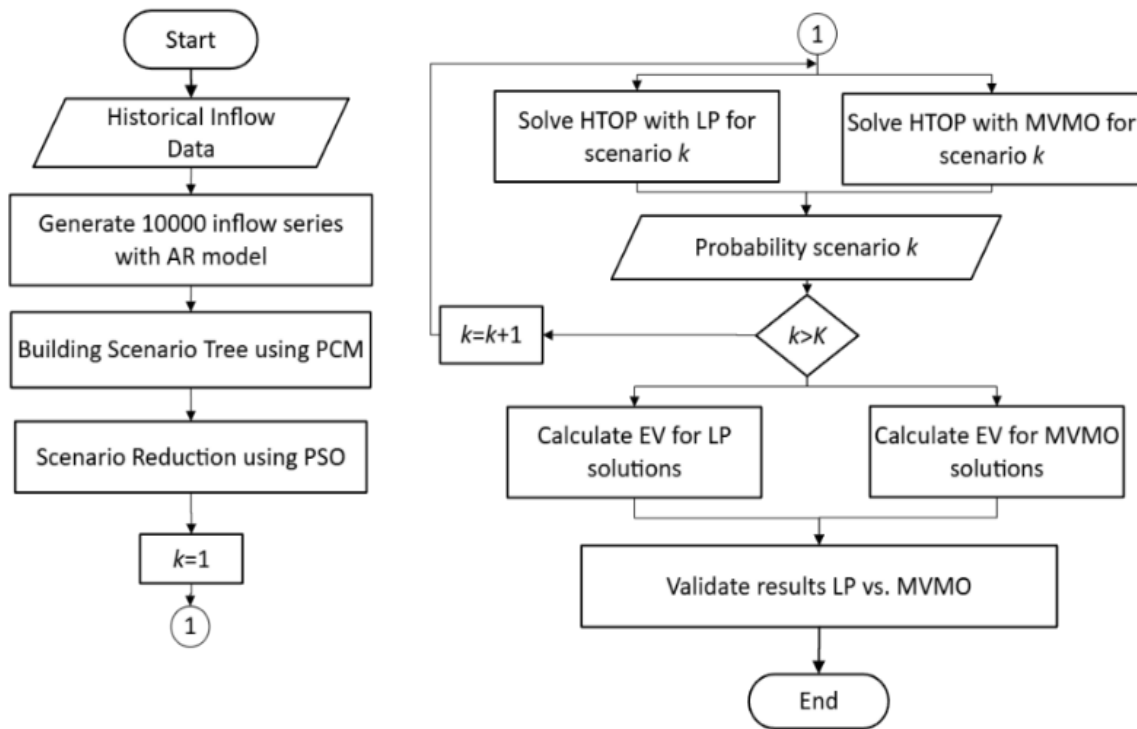 Start
Historical Inflow
Data
Generate 10000 inflow series
with AR model
Building Scenario Tree using PCM
Scenario Reduction using PSO
k=1
1
1
Solve HTOP with LP for
scenario k
Solve HTOP with MVMO for
scenario k
Probability scenario k
k=k+1
k>K
Calculate EV for LP
solutions
Calculate EV for MVMO
solutions
Validate results LP vs. MVMO
End